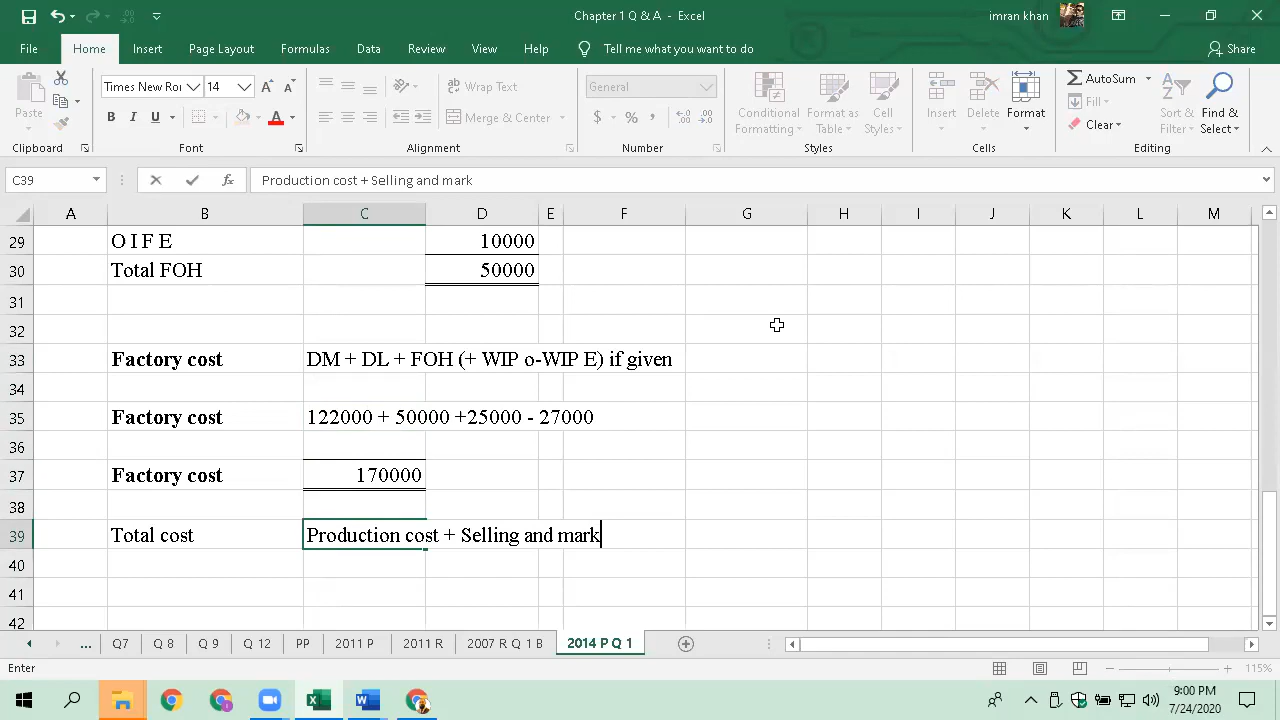 Chapter 1 Q & A - Excel
imran khan
File Home Insert Page Layout Formulas Data Review View Help Tell me what you want to do Share
Paste
Clipboard
Times New Roı 14
B I U A
Font
Wrap Text
Merge & Center
Alignment
General
$ % ,
Number
Conditional Formatting
Format as Table
Cell Styles
Styles
Insert Delete Format
Cells
AutoSum
Fill
Clear
Sort & Filter
Find & Select
Editing
C39 fx Production cost + Selling and mark
A B C D E F G H I J K L M
29 O I F E 10000
30 Total FOH 50000
31
32
33 Factory cost DM + DL + FOH (+ WIP o-WIP E) if given
34
35 Factory cost 122000 + 50000 +25000 - 27000
36
37 Factory cost 170000
38
39 Total cost Production cost + Selling and mark
40
41
42
... Q7 Q 8 Q 9 Q 12 PP 2011 P 2011 R 2007 R Q 1 B 2014 P Q 1
Enter 115%
9:00 PM
7/24/2020